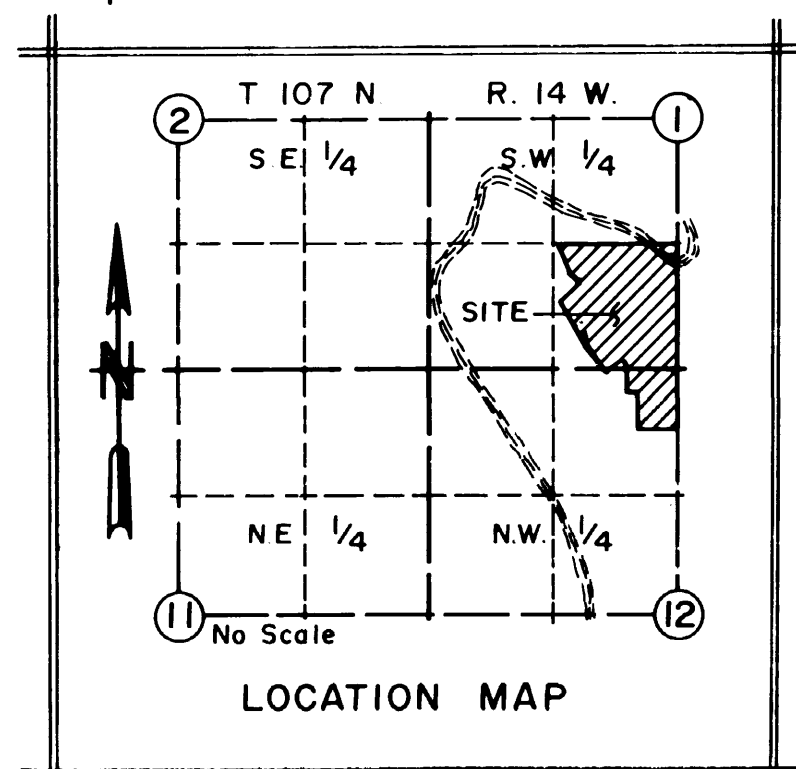 T 107 N. R. 14 W.
2 1
S.E. 1/4 S.W. 1/4
SITE
N
N.E. 1/4 N.W. 1/4
11 12
No Scale
LOCATION MAP